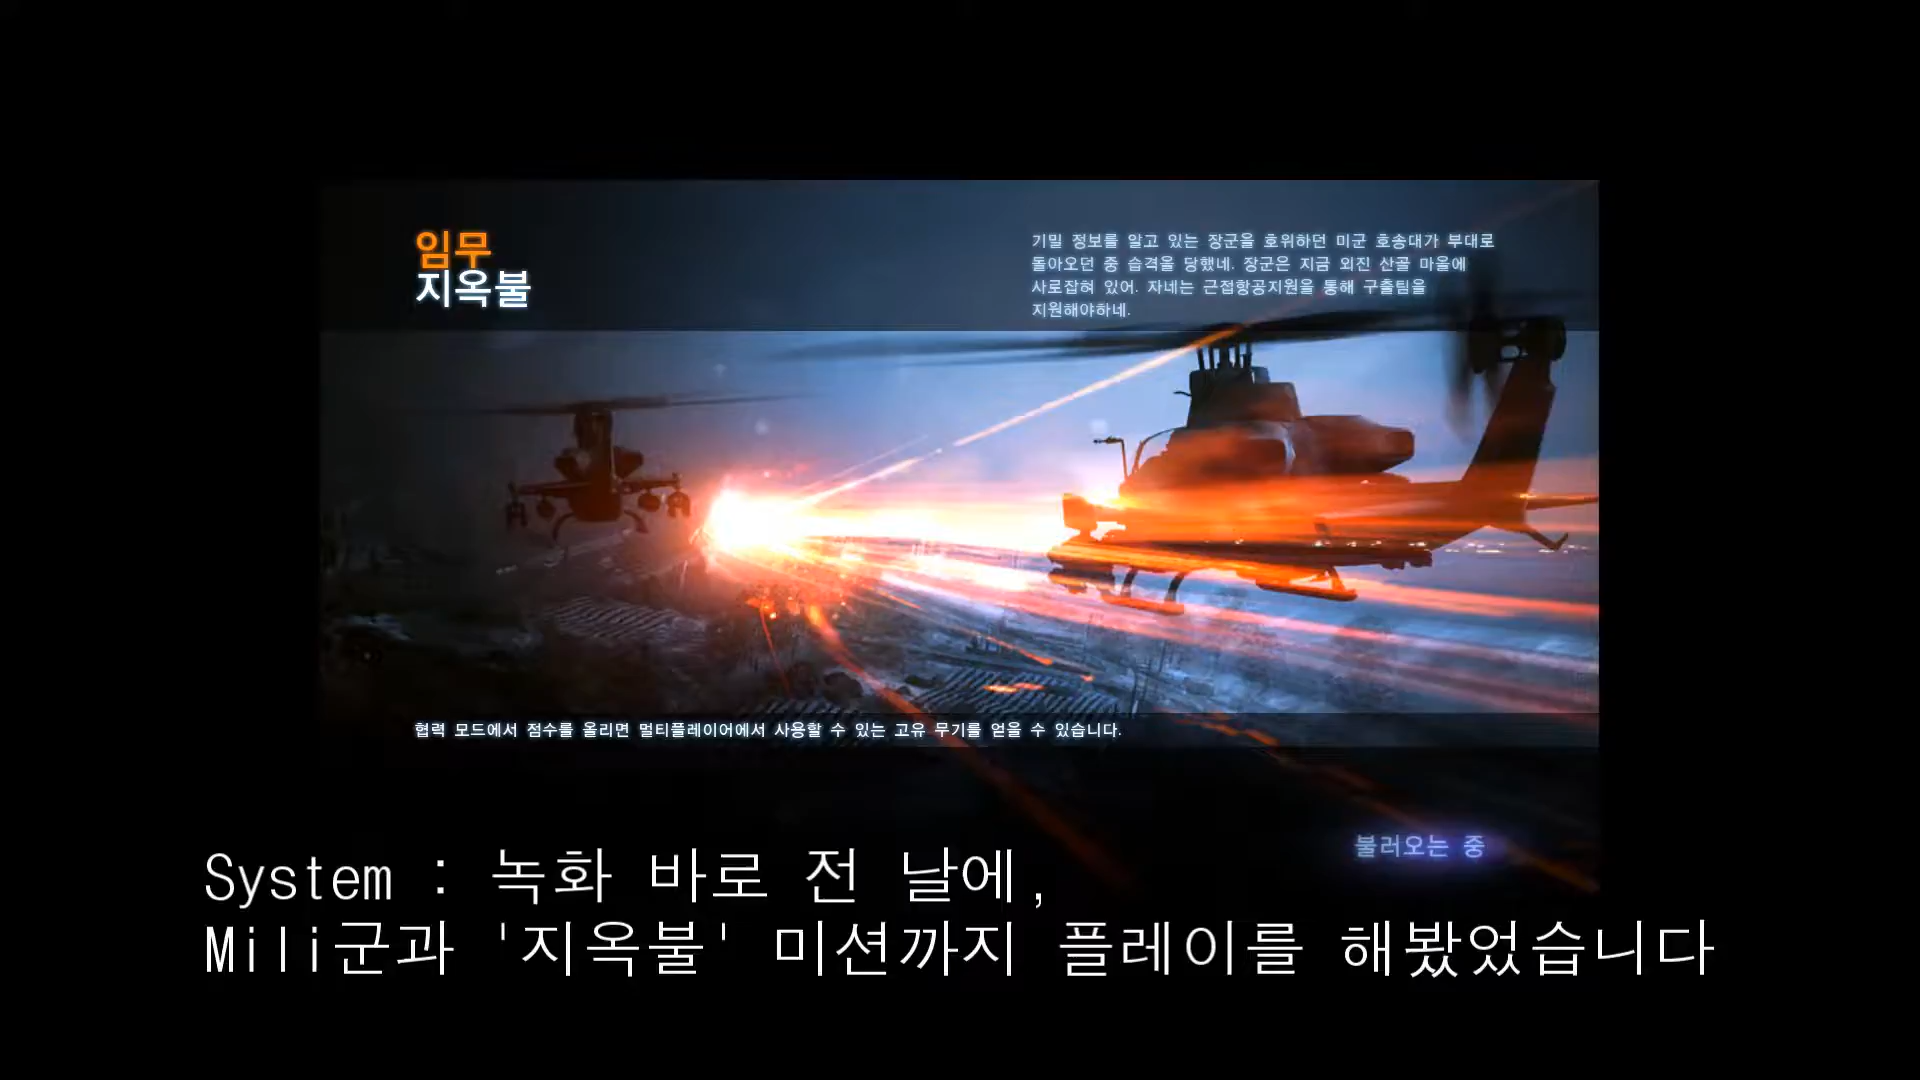 임무
지옥불
기밀 정보를 알고 있는 장군을 호위하던 미군 호송대가 부대로
돌아오던 중 습격을 당했네. 장군은 지금 외진 산골 마을에
사로잡혀 있어. 자네는 근접항공지원을 통해 구출팀을
지원해야하네.
협력 모드에서 점수를 올리면 멀티플레이어에서 사용할 수 있는 고유 무기를 얻을 수 있습니다.
불러오는 중
System : 녹화 바로 전 날에,
Mili군과 '지옥불' 미션까지 플레이를 해봤었습니다